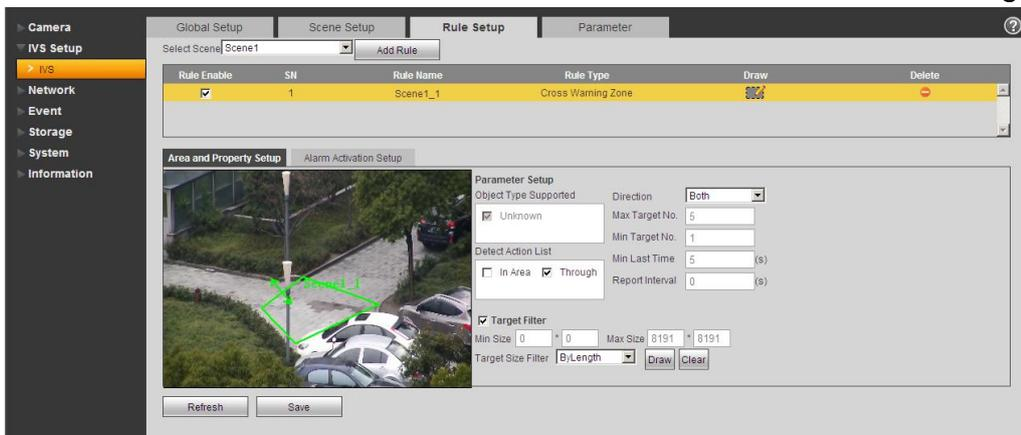 Camera
IVS Setup
> IVS
Network
Event
Storage
System
Information
Global Setup Scene Setup Rule Setup Parameter ?
Select Scene Scene1 Add Rule
Rule Enable SN Rule Name Rule Type Draw Delete
1 Scene1_1 Cross Warning Zone
Area and Property Setup Alarm Activation Setup
Scene1_1
Parameter Setup
Object Type Supported
Unknown
Detect Action List
In Area Through
Direction Both
Max Target No. 5
Min Target No. 1
Min Last Time 5 (s)
Report Interval 0 (s)
Target Filter
Min Size 0 * 0 Max Size 8191 * 8191
Target Size Filter ByLength Draw Clear
Refresh Save